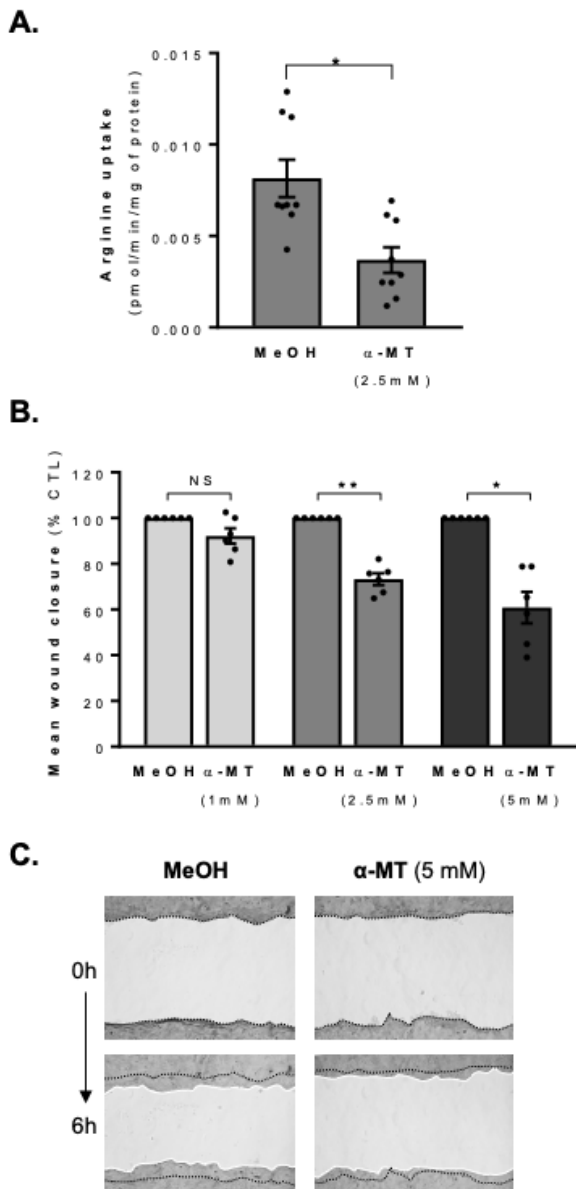 A.
Arginine uptake
(pmol/min/mg of protein)
0.015
0.010
0.005
0.000
*
MeOH
α-MT
(2.5mM)
B.
Mean wound closure (% CTL)
120
100
80
60
40
20
0
NS
**
*
MeOH α-MT MeOH α-MT MeOH α-MT
(1mM) (2.5mM) (5mM)
C.
MeOH α-MT (5 mM)
0h
6h